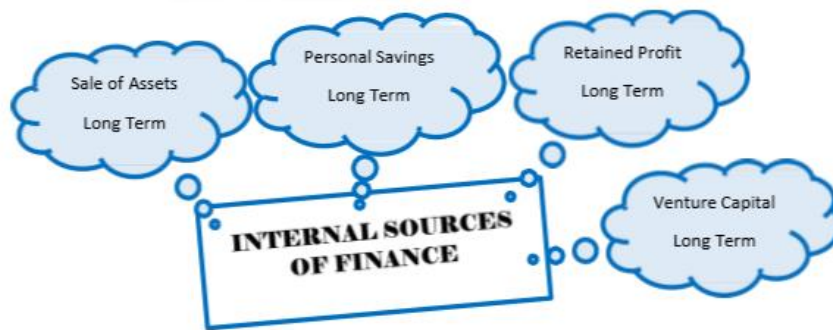 Sale of Assets
Long Term
Personal Savings
Long Term
Retained Profit
Long Term
Venture Capital
Long Term
INTERNAL SOURCES
OF FINANCE